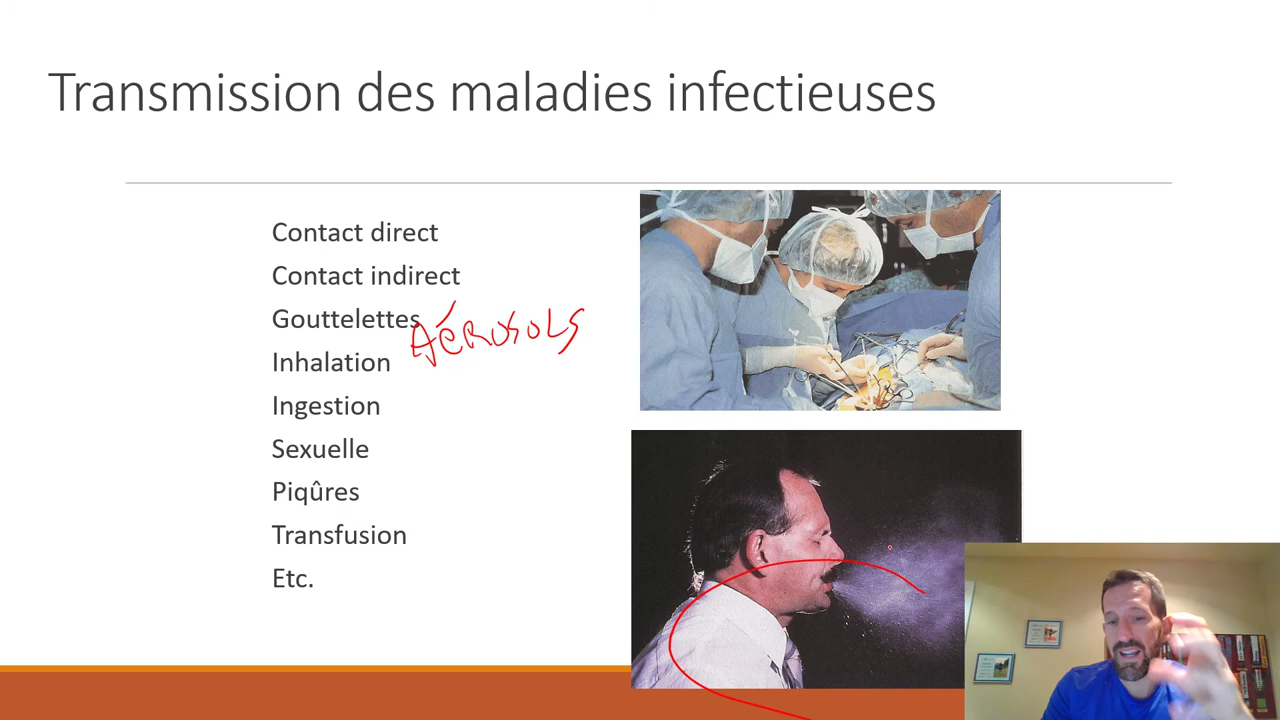 Transmission des maladies infectieuses
Contact direct
Contact indirect
Gouttelettes
AÉROSOLS
Inhalation
Ingestion
Sexuelle
Piqûres
Transfusion
Etc.